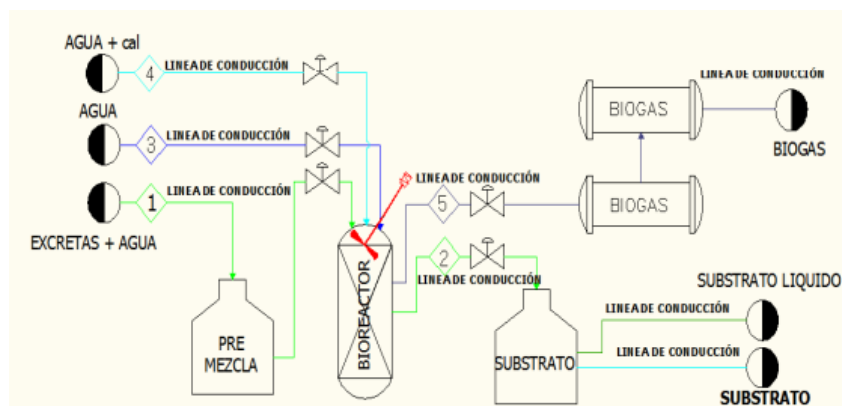 AGUA + cal
4
LINEA DE CONDUCCIÓN
AGUA
3
LINEA DE CONDUCCIÓN
1
LINEA DE CONDUCCIÓN
EXCRETAS + AGUA
PRE
MEZCLA
BIOREACTOR
LINEA DE CONDUCCIÓN
5
2
LINEA DE CONDUCCIÓN
BIOGAS
BIOGAS
LINEA DE CONDUCCIÓN
BIOGAS
SUBSTRATO
SUBSTRATO LIQUIDO
LINEA DE CONDUCCIÓN
LINEA DE CONDUCCIÓN
SUBSTRATO